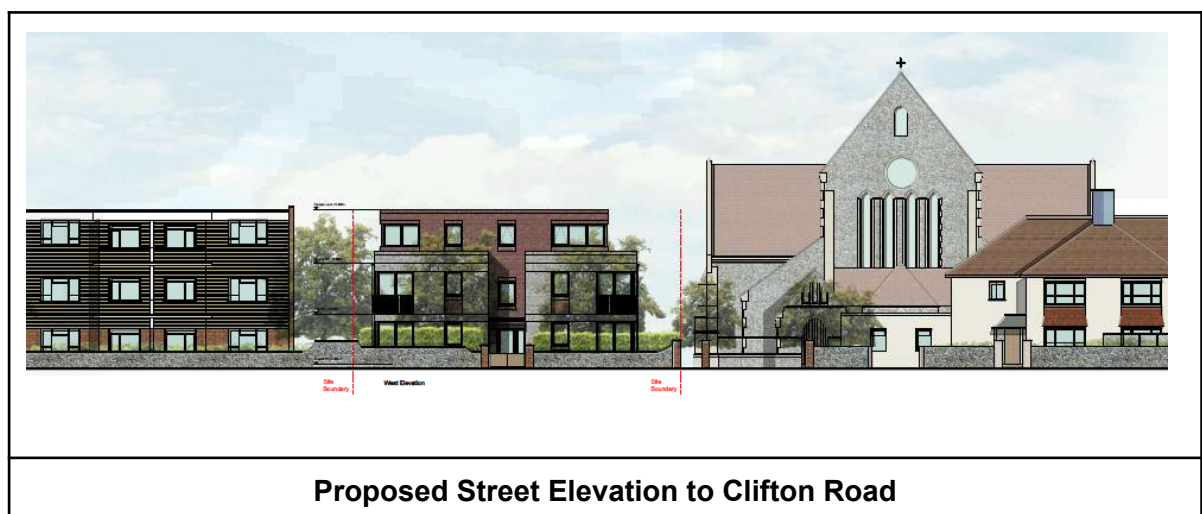 Site
Boundary
West Elevation
Site
Boundary
Proposed Street Elevation to Clifton Road